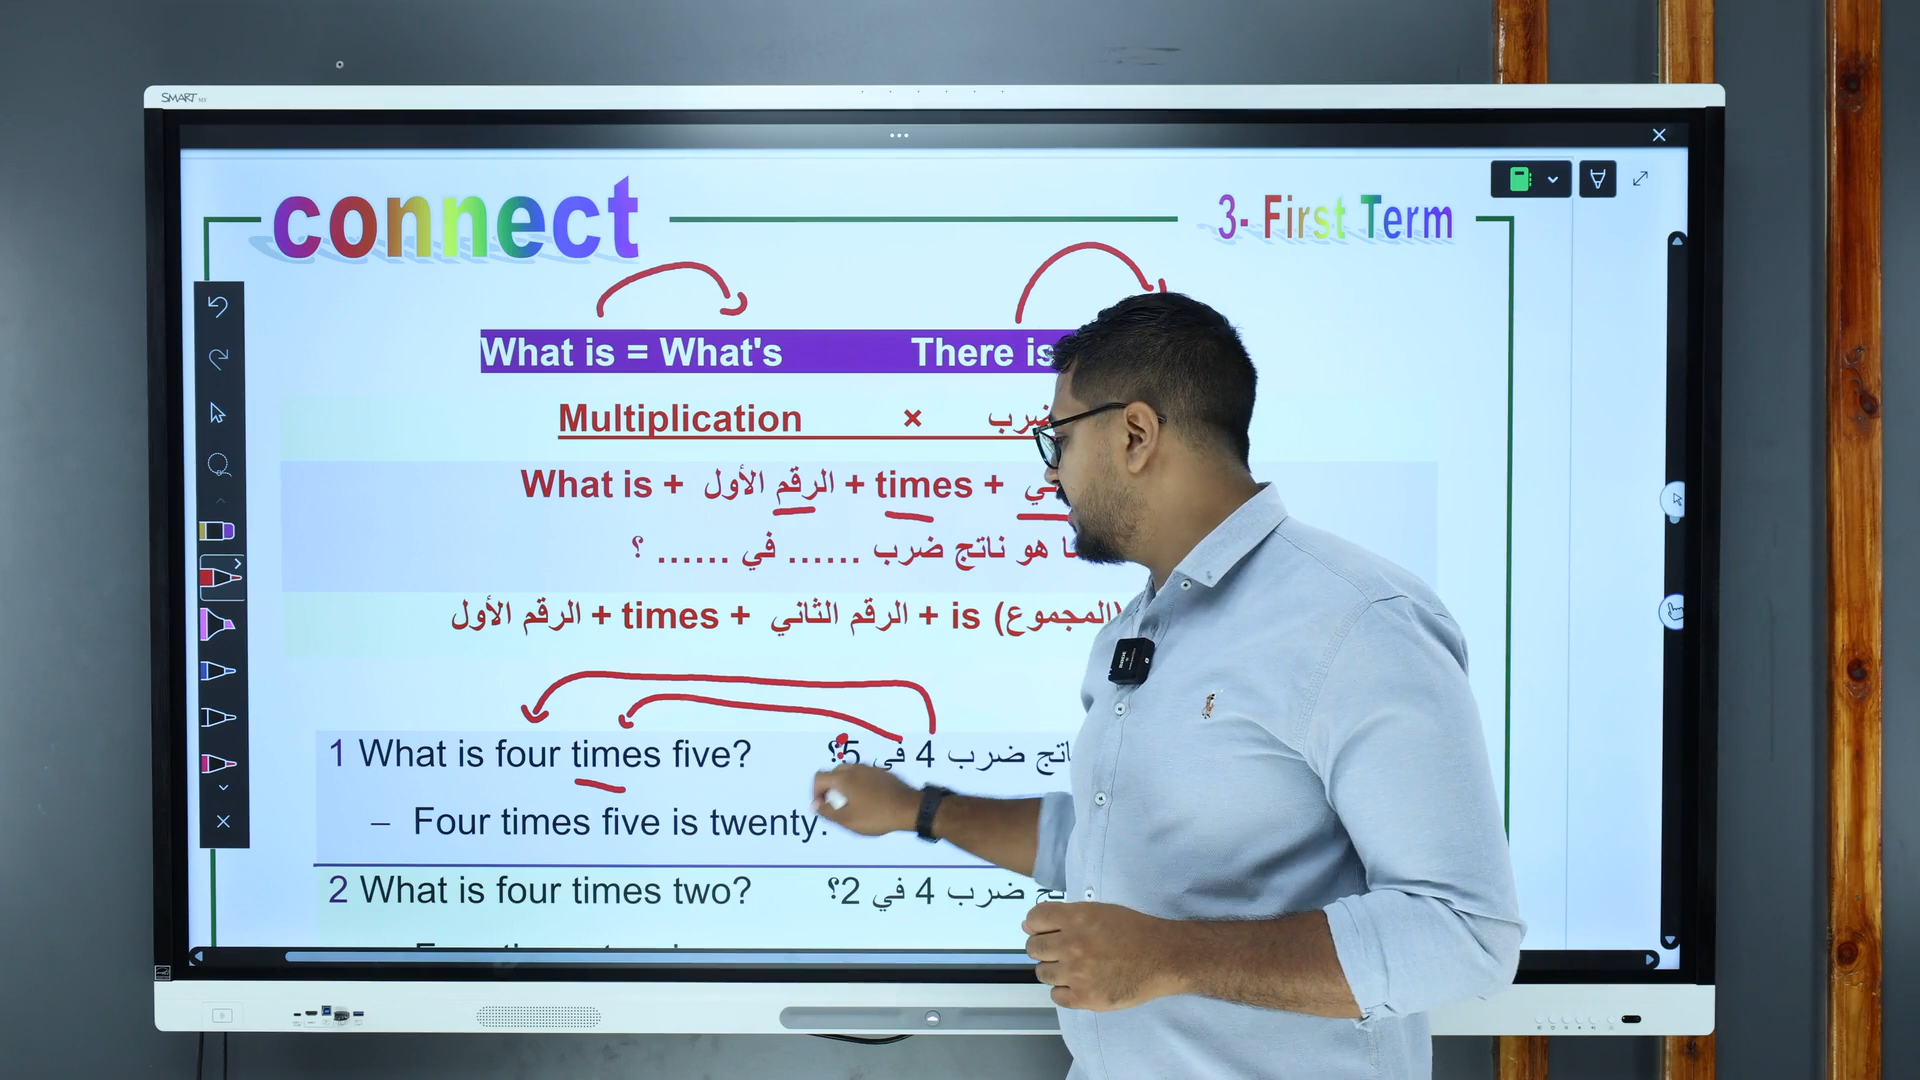 SMART
connect
3- First Term
What is = What's There is
Multiplication × ضرب
What is + الرقم الأول + times +
هو ناتج ضرب ...... في ...... ؟
الرقم الأول + times + الرقم الثاني + is (المجموع)
1 What is four times five? ضرب 4 في 5؟
– Four times five is twenty.
2 What is four times two? ضرب 4 في 2؟